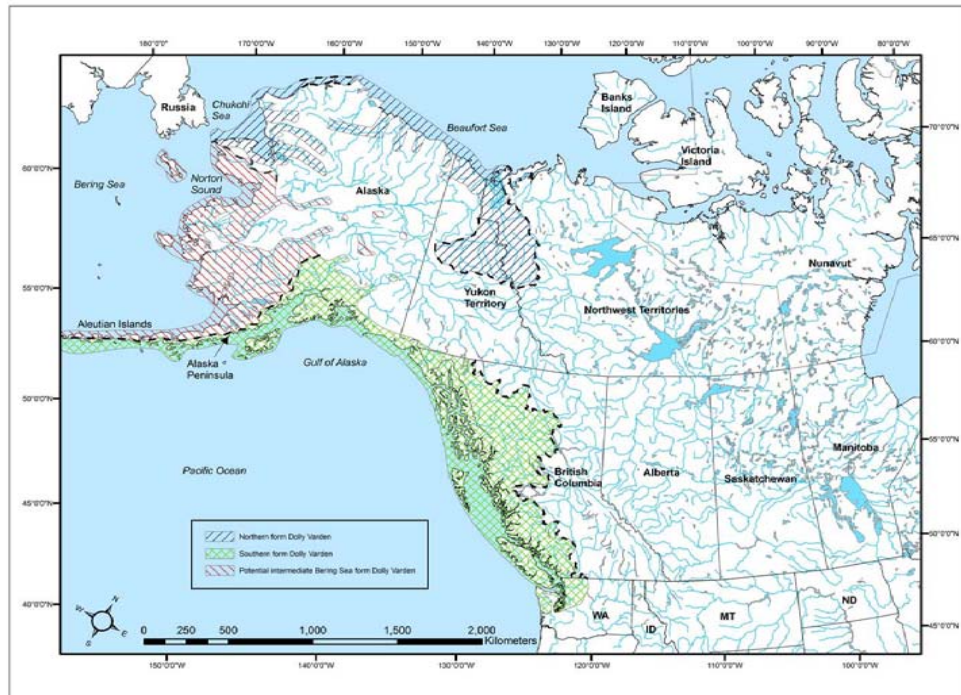 180°0'0"W 170°0'0"W 160°0'0"W 150°0'0"W 140°0'0"W 130°0'0"W 120°0'0"W 110°0'0"W 100°0'0"W 90°0'0"W 80°0'0"W
Russia
Chukchi
Sea
Beaufort Sea
Banks
Island
Victoria
Island
70°0'0"N
60°0'0"N
Bering Sea
Norton
Sound
Alaska
65°0'0"N
Nunavut
55°0'0"N
Yukon
Territory
Northwest Territories
Aleutian Islands
60°0'0"N
Alaska
Peninsula
Gulf of Alaska
50°0'0"N
55°0'0"N
Pacific Ocean
British
Columbia
Alberta
Saskatchewan
Manitoba
45°0'0"N
50°0'0"N
Northern form Dolly Varden
Southern form Dolly Varden
Potential intermediate Bering Sea form Dolly Varden
40°0'0"N
WA
ID
MT
ND
45°0'0"N
N
W
E
S
0 250 500 1,000 1,500 2,000
Kilometers
150°0'0"W 140°0'0"W 130°0'0"W 120°0'0"W 110°0'0"W 100°0'0"W